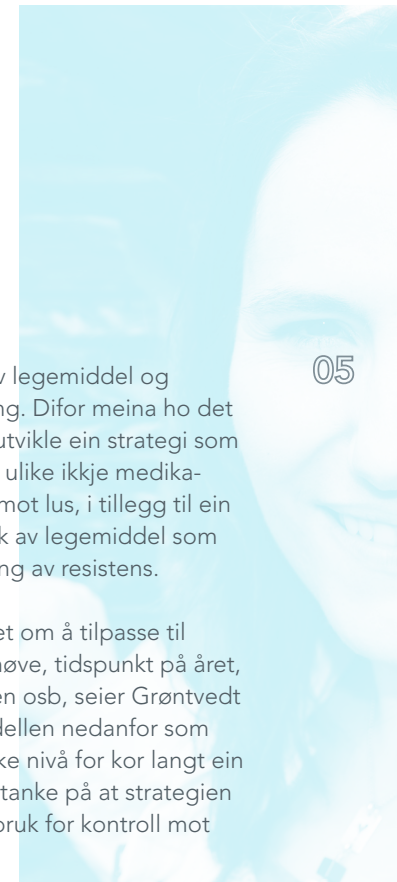 v legemiddel og
ng. Difor meina ho det
utvikle ein strategi som
ulike ikkje medika-
mot lus, i tillegg til ein
k av legemiddel som
ng av resistens.
et om å tilpasse til
høve, tidspunkt på året,
en osb, seier Grøntvedt
dellen nedanfor som
ke nivå for kor langt ein
tanke på at strategien
bruk for kontroll mot
05